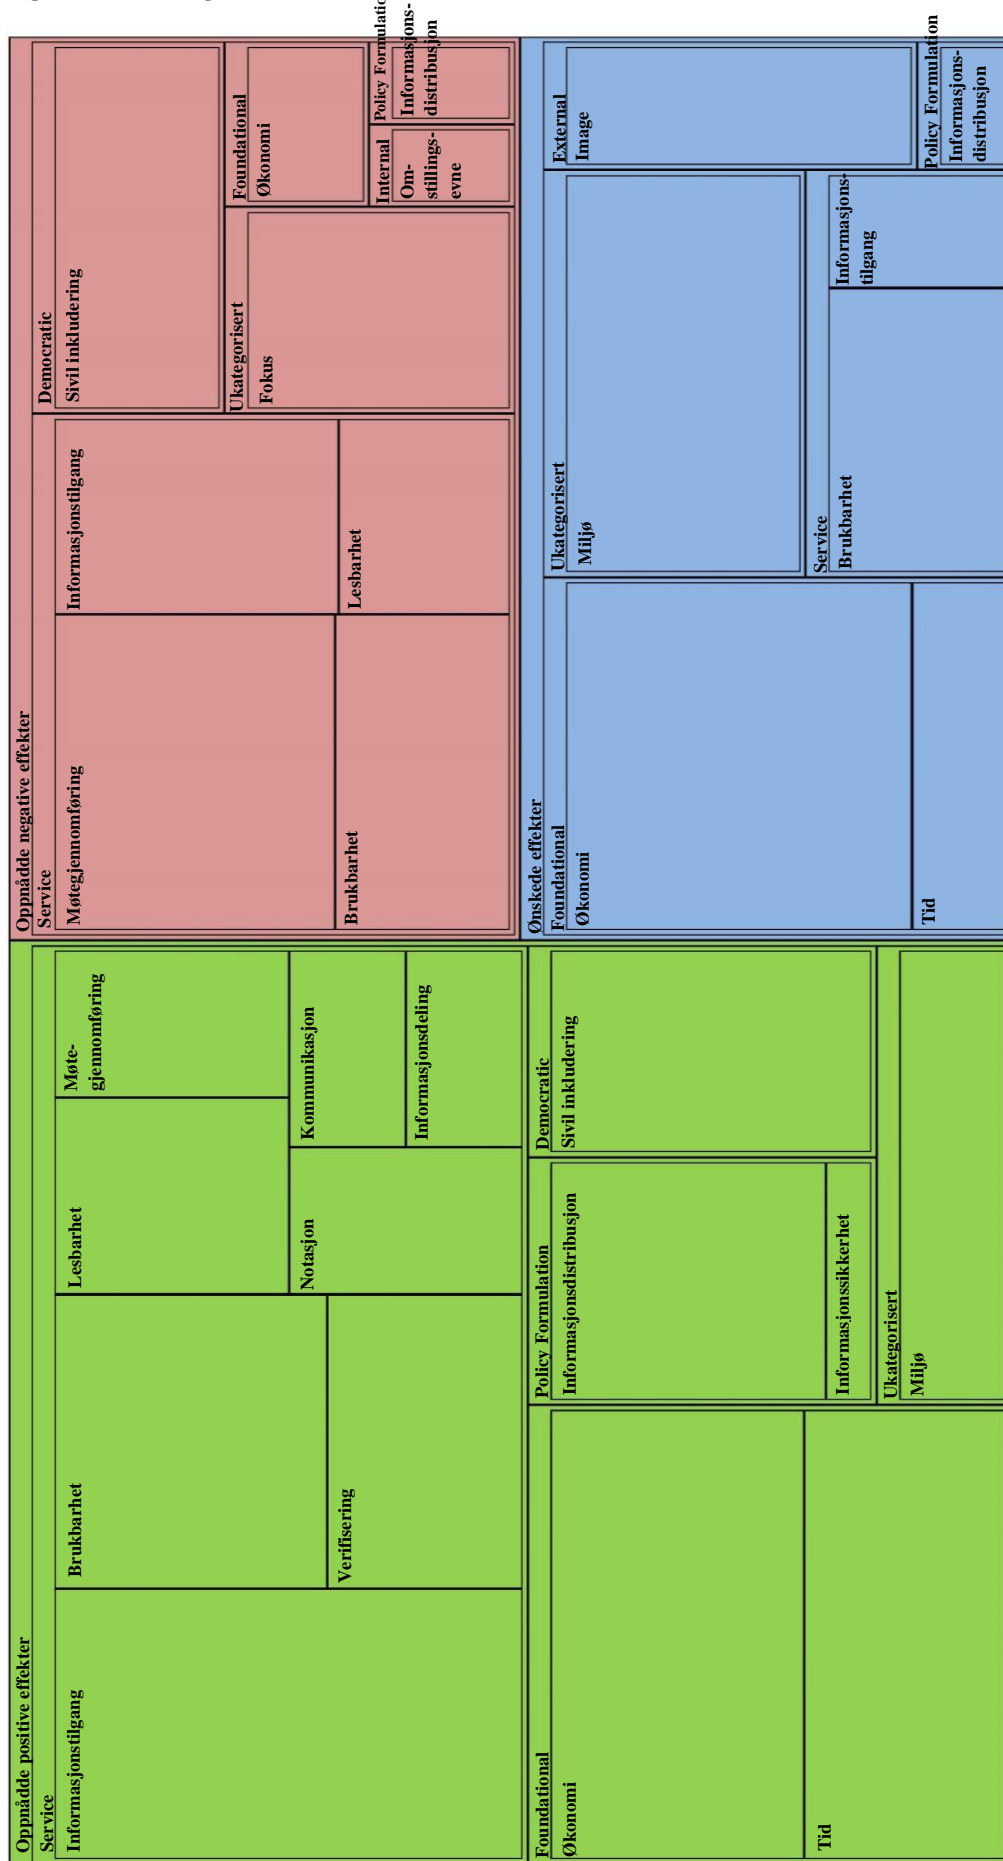 Oppnådde positive effekter
Service
Informasjonstilgang
Brukbarhet
Verifisering
Lesbarhet
Møte-
gjennomføring
Notasjon
Kommunikasjon
Informasjonsdeling
Foundational
Økonomi
Tid
Policy Formulation
Informasjonsdistribusjon
Informasjonssikkerhet
Democratic
Sivil inkludering
Ukategorisert
Miljø
Oppnådde negative effekter
Service
Møtegjennomføring
Brukbarhet
Informasjonstilgang
Lesbarhet
Democratic
Sivil inkludering
Ukategorisert
Fokus
Foundational
Økonomi
Internal
Om-
stillings-
evne
Policy Formulatio
Informasjons-
distribusjon
Ønskede effekter
Foundational
Økonomi
Tid
Ukategorisert
Miljø
Service
Brukbarhet
Informasjons-
tilgang
External
Image
Policy Formulation
Informasjons-
distribusjon